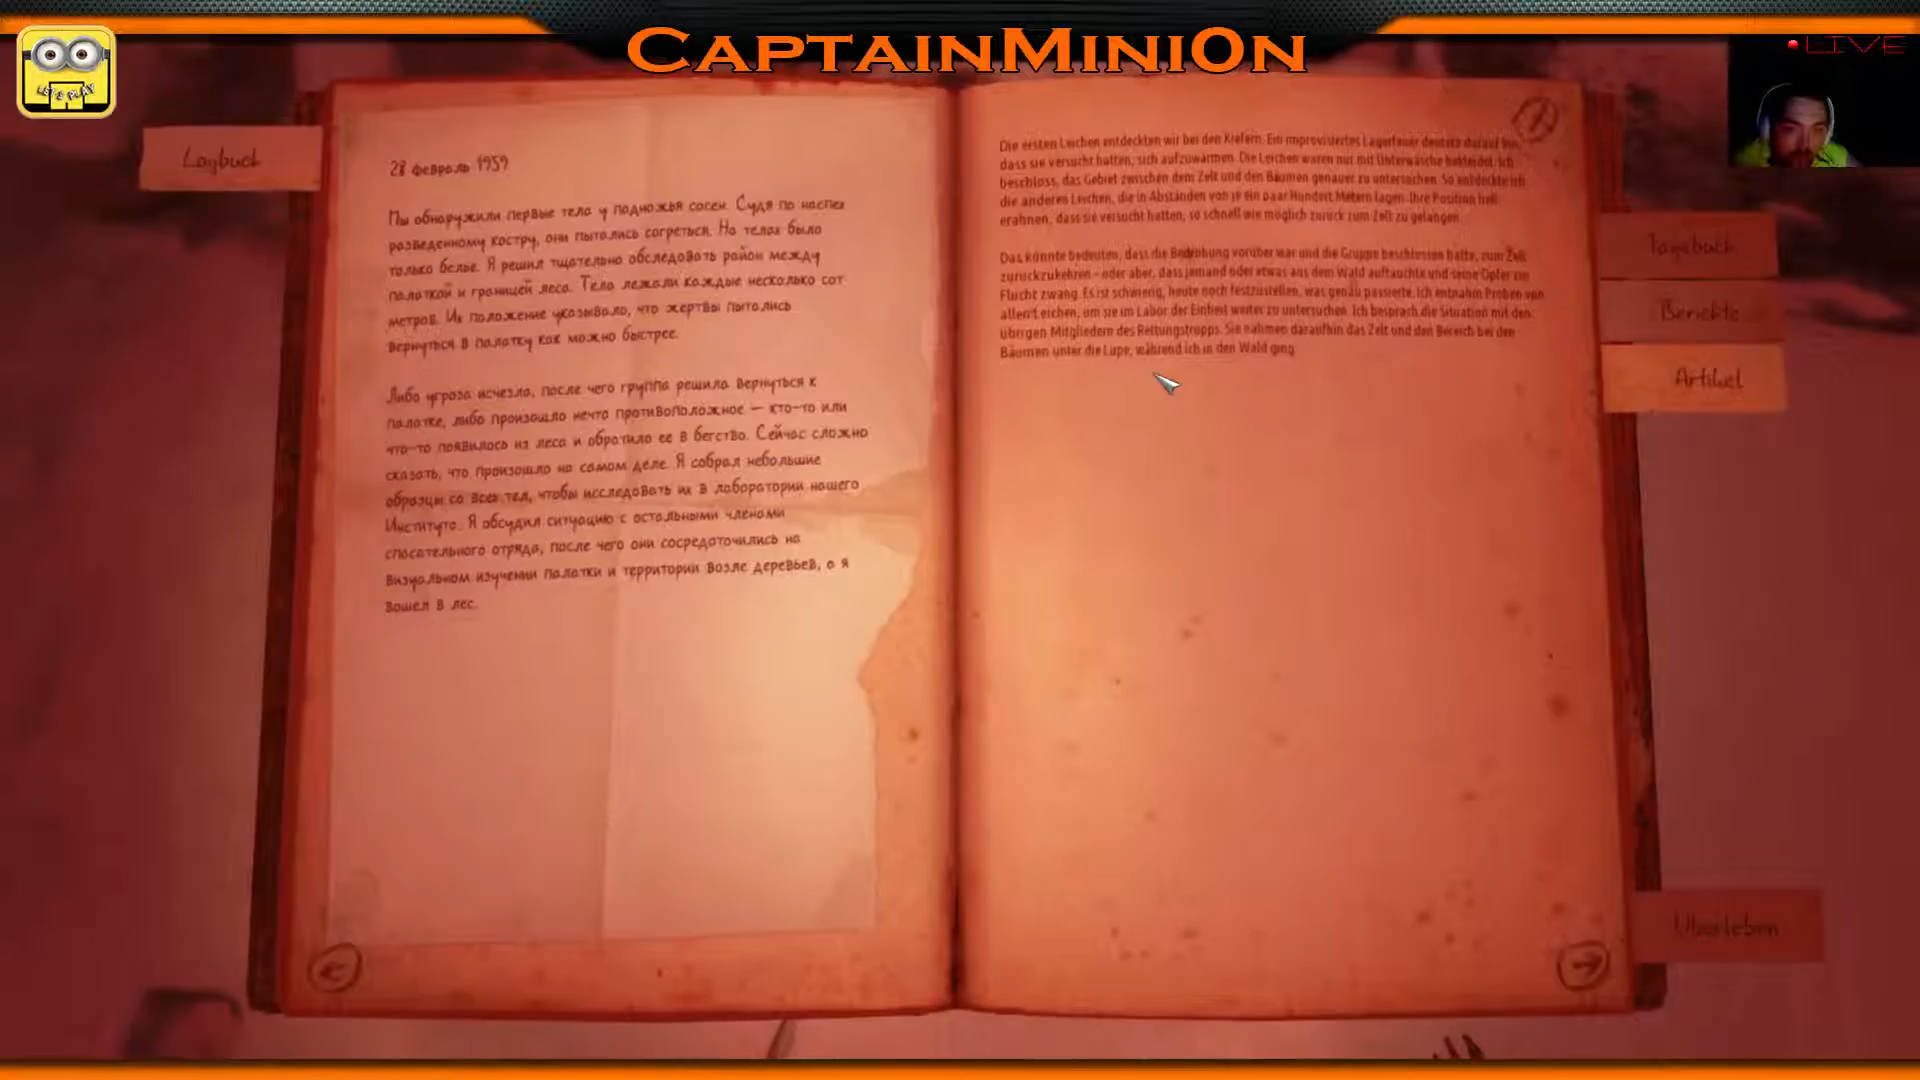 CAPTAINMINION
LIVE
LET'S PLAY
Logbuch
28 февраль 1959
Мы обнаружили первые тела у подножья сосен. Судя по наспех
разведенному костру, они пытались согреться. На телах было
только белье. Я решил тщательно обследовать район между
палаткой и границей леса. Тела лежали каждые несколько сот
метров. Их положение указывало, что жертвы пытались
вернуться в палатку как можно быстрее.
Либо угроза исчезла, после чего группа решила вернуться к
палатке, либо произошло нечто противоположное — кто-то или
что-то появилось из леса и обратило ее в бегство. Сейчас сложно
сказать, что произошло на самом деле. Я собрал небольшие
образцы со всех тел, чтобы исследовать их в лаборатории нашего
Института. Я обсудил ситуацию с остальными членами
спасательного отряда, после чего они сосредоточились на
визуальном изучении палатки и территории возле деревьев, а я
вошел в лес.
Die ersten Leichen entdeckten wir bei den Kiefern. Ein improvisiertes Lagerfeuer deutete darauf hin,
dass sie versucht hatten, sich aufzuwärmen. Die Leichen waren nur mit Unterwäsche bekleidet. Ich
beschloss, das Gebiet zwischen dem Zelt und den Bäumen genauer zu untersuchen. So entdeckte ich
die anderen Leichen, die in Abständen von je ein paar Hundert Metern lagen. Ihre Position ließ
erahnen, dass sie versucht hatten, so schnell wie möglich zurück zum Zelt zu gelangen.
Das könnte bedeuten, dass die Bedrohung vorüber war und die Gruppe beschlossen hatte, zum Zelt
zurückzukehren - oder aber, dass jemand oder etwas aus dem Wald auftauchte und seine Opfer zur
Flucht zwang. Es ist schwierig, heute noch festzustellen, was genau passierte. Ich entnahm Proben von
allen Leichen, um sie im Labor der Einheit weiter zu untersuchen. Ich besprach die Situation mit den
übrigen Mitgliedern des Rettungstrupps. Sie nahmen daraufhin das Zelt und den Bereich bei den
Bäumen unter die Lupe, während ich in den Wald ging.
Tagebuch
Berichte
Artikel
Überleben